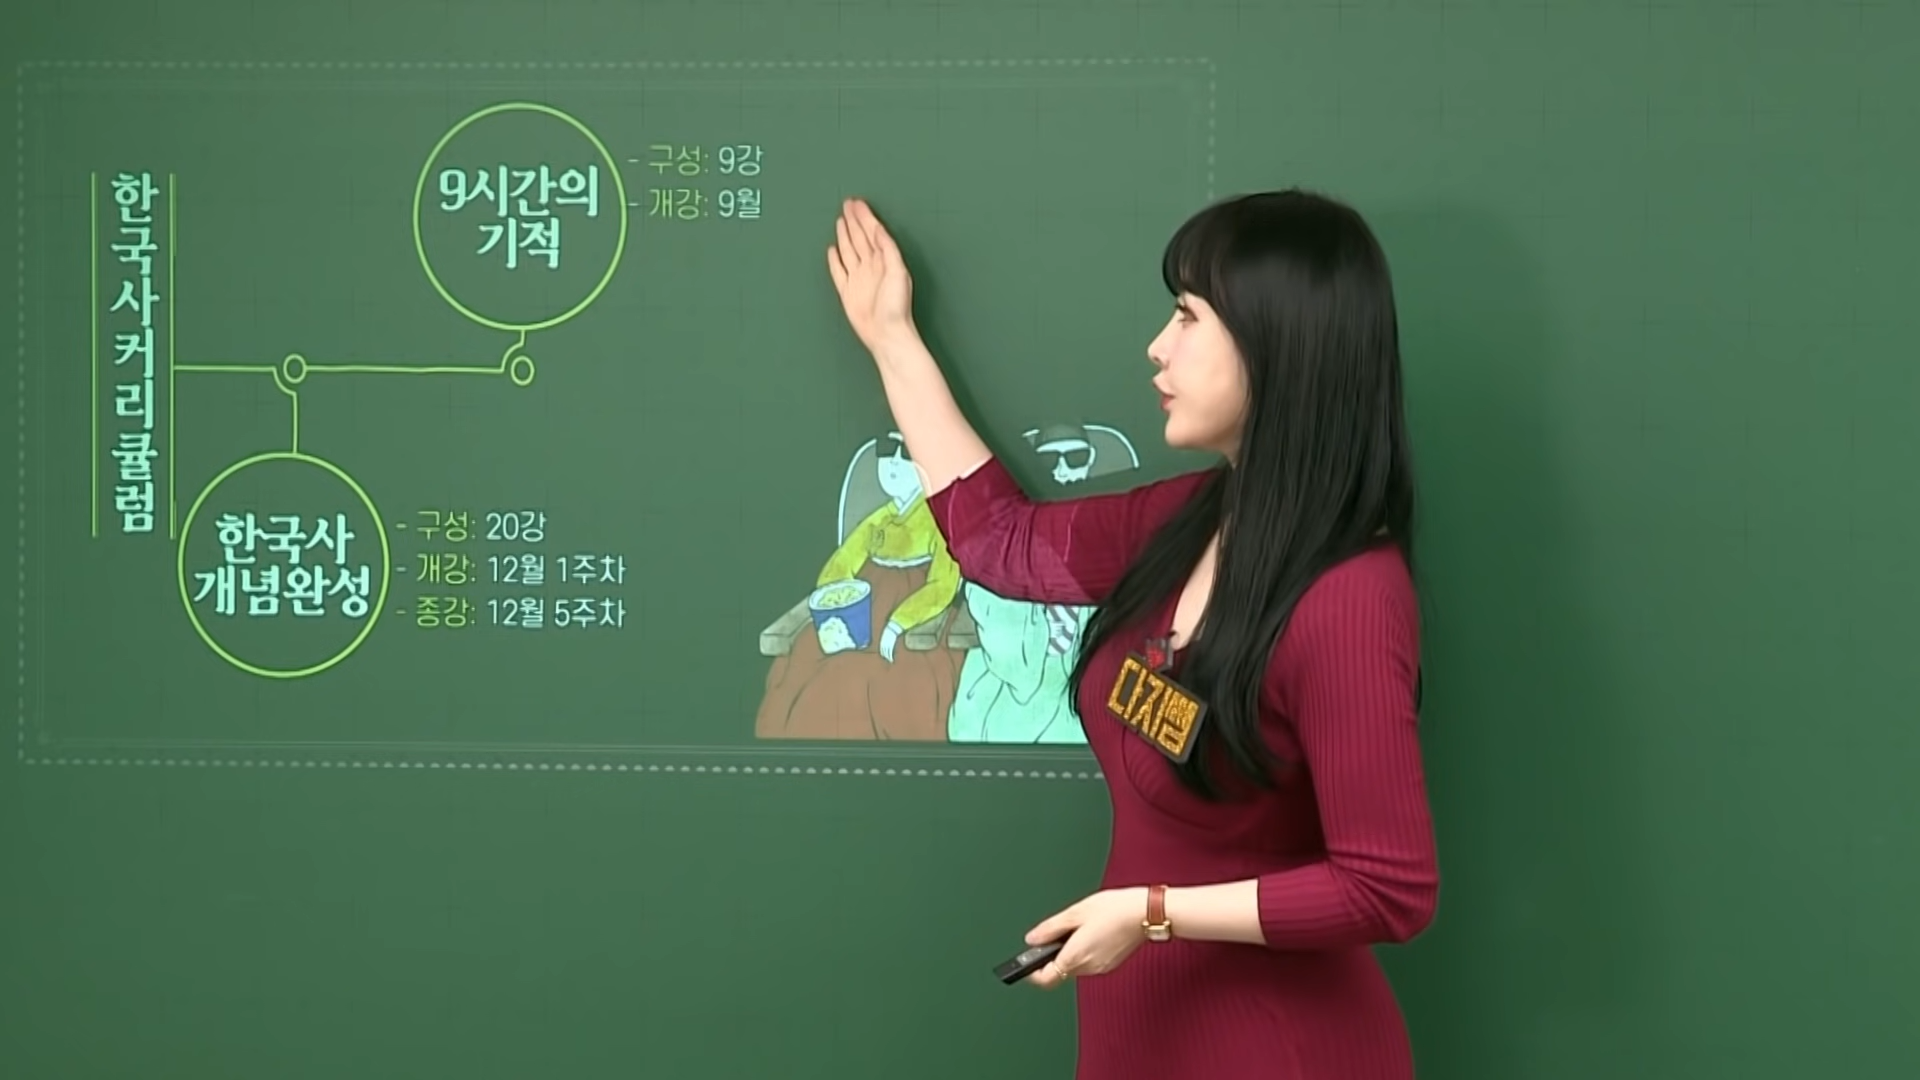 한국사커리큘럼
9시간의
기적
- 구성: 9강
- 개강: 9월
한국사
개념완성
- 구성: 20강
- 개강: 12월 1주차
- 종강: 12월 5주차
다지쌤